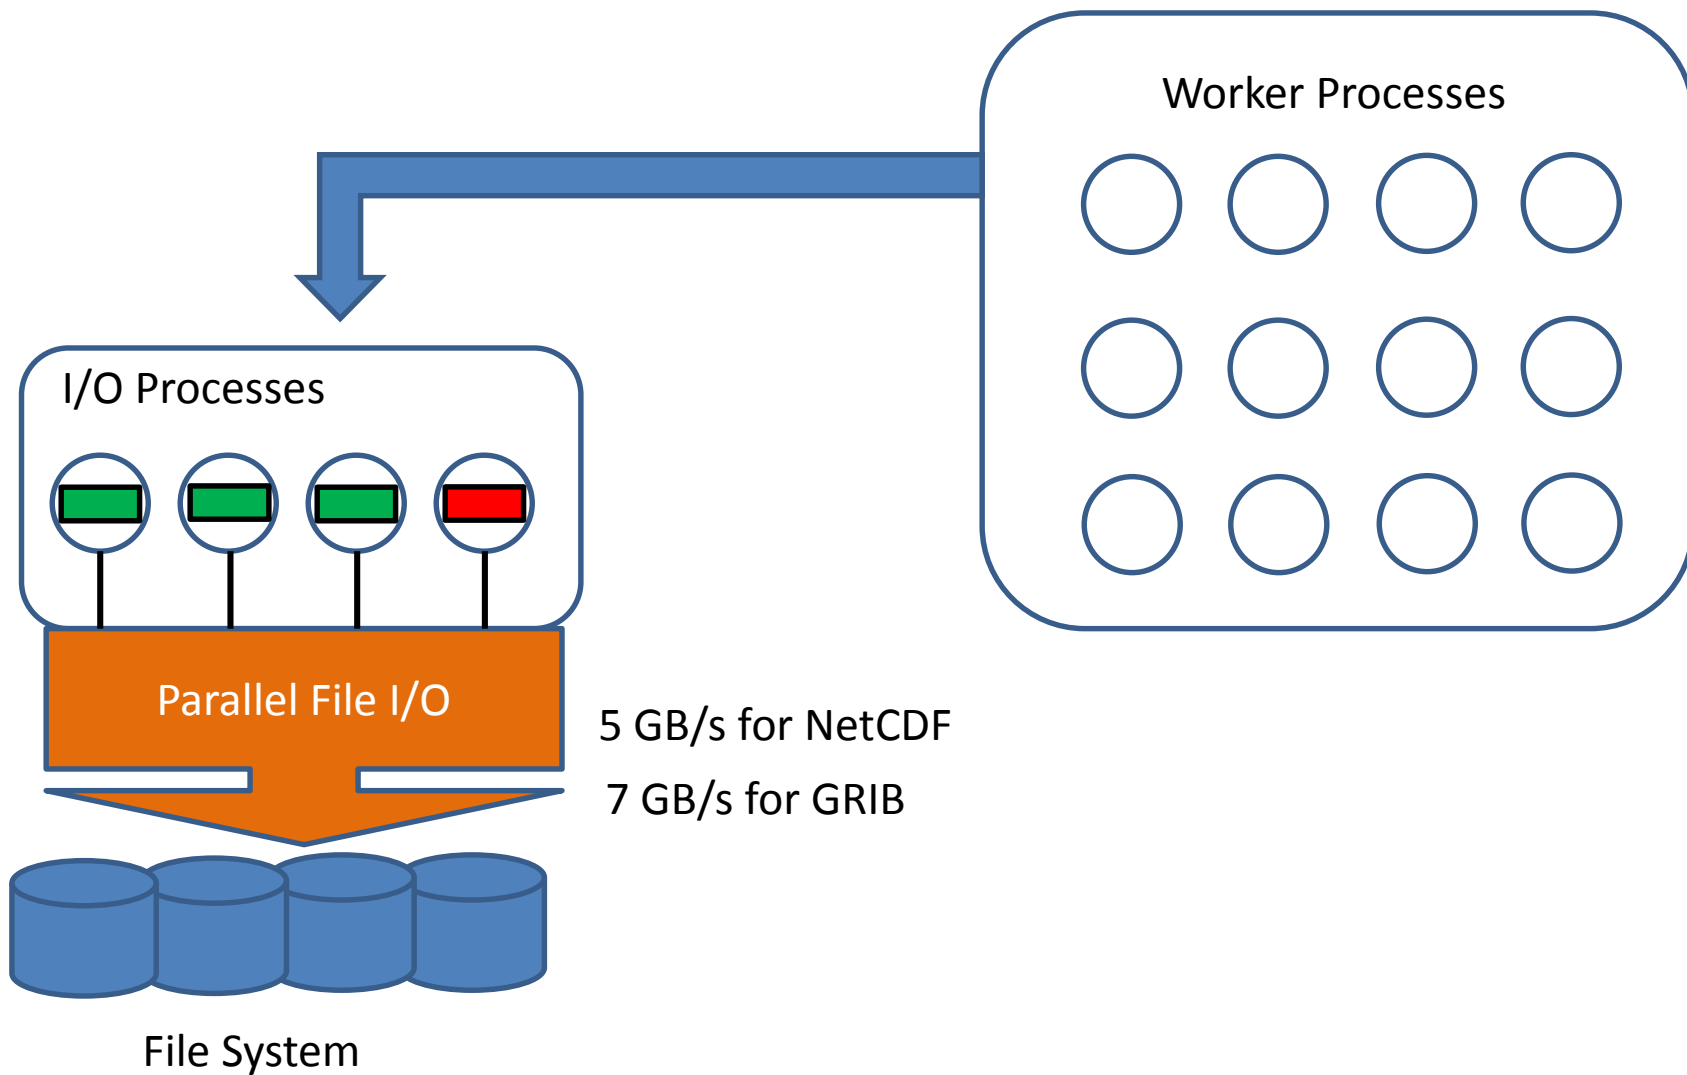 Worker Processes
I/O Processes
Parallel File I/O
5 GB/s for NetCDF
7 GB/s for GRIB
File System